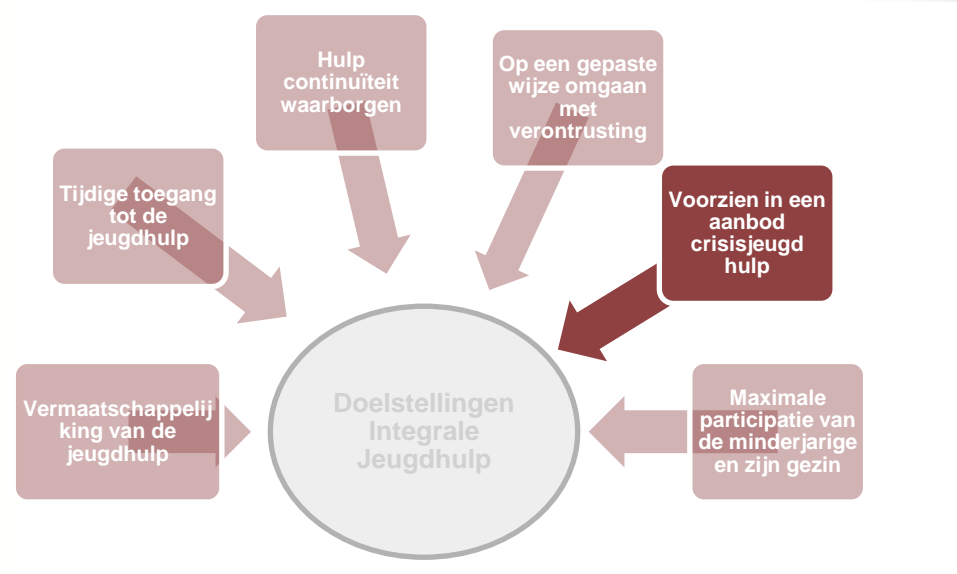 Hulp
continuïteit
waarborgen
Op een gepaste
wijze omgaan
met
verontrusting
Tijdige toegang
tot de
jeugdhulp
Voorzien in een
aanbod
crisisjeugd
hulp
Vermaatschappelij
king van de
jeugdhulp
Doelstellingen
Integrale
Jeugdhulp
Maximale
participatie van
de minderjarige
en zijn gezin